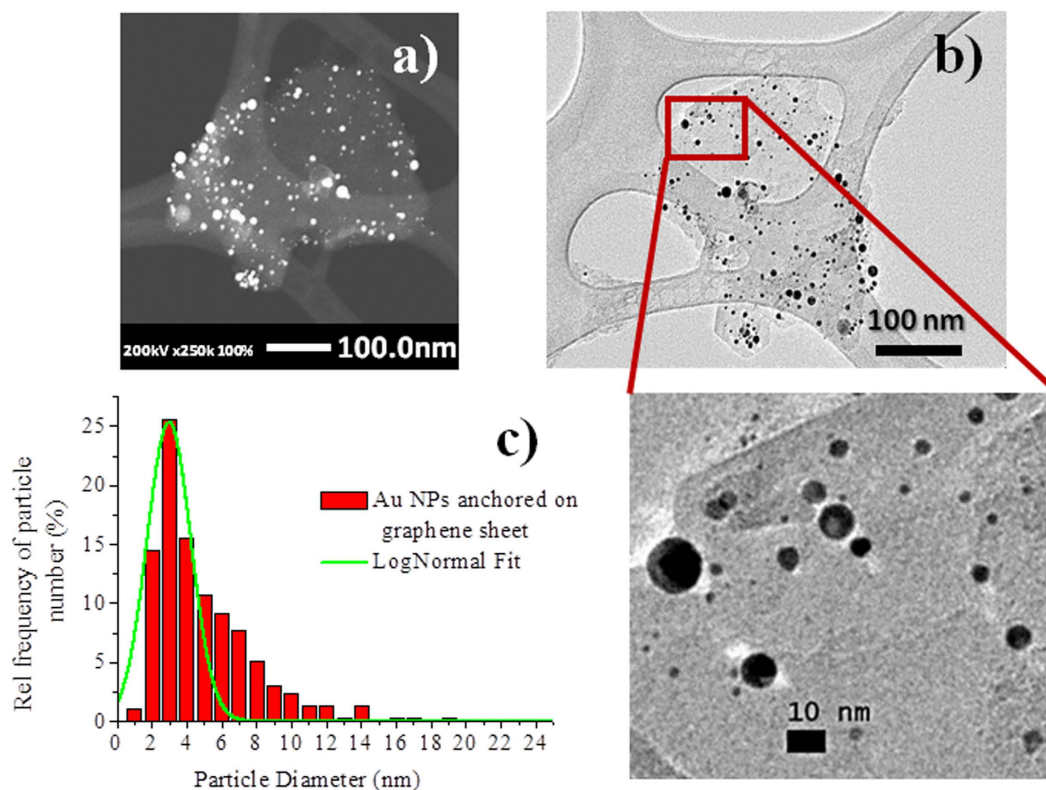 a)
200kV x250k 100% 100.0nm
b)
100 nm
c)
Rel frequency of particle
number (%)
25
20
15
10
5
0
Au NPs anchored on
graphene sheet
LogNormal Fit
0 2 4 6 8 10 12 14 16 18 20 22 24
Particle Diameter (nm)
10 nm